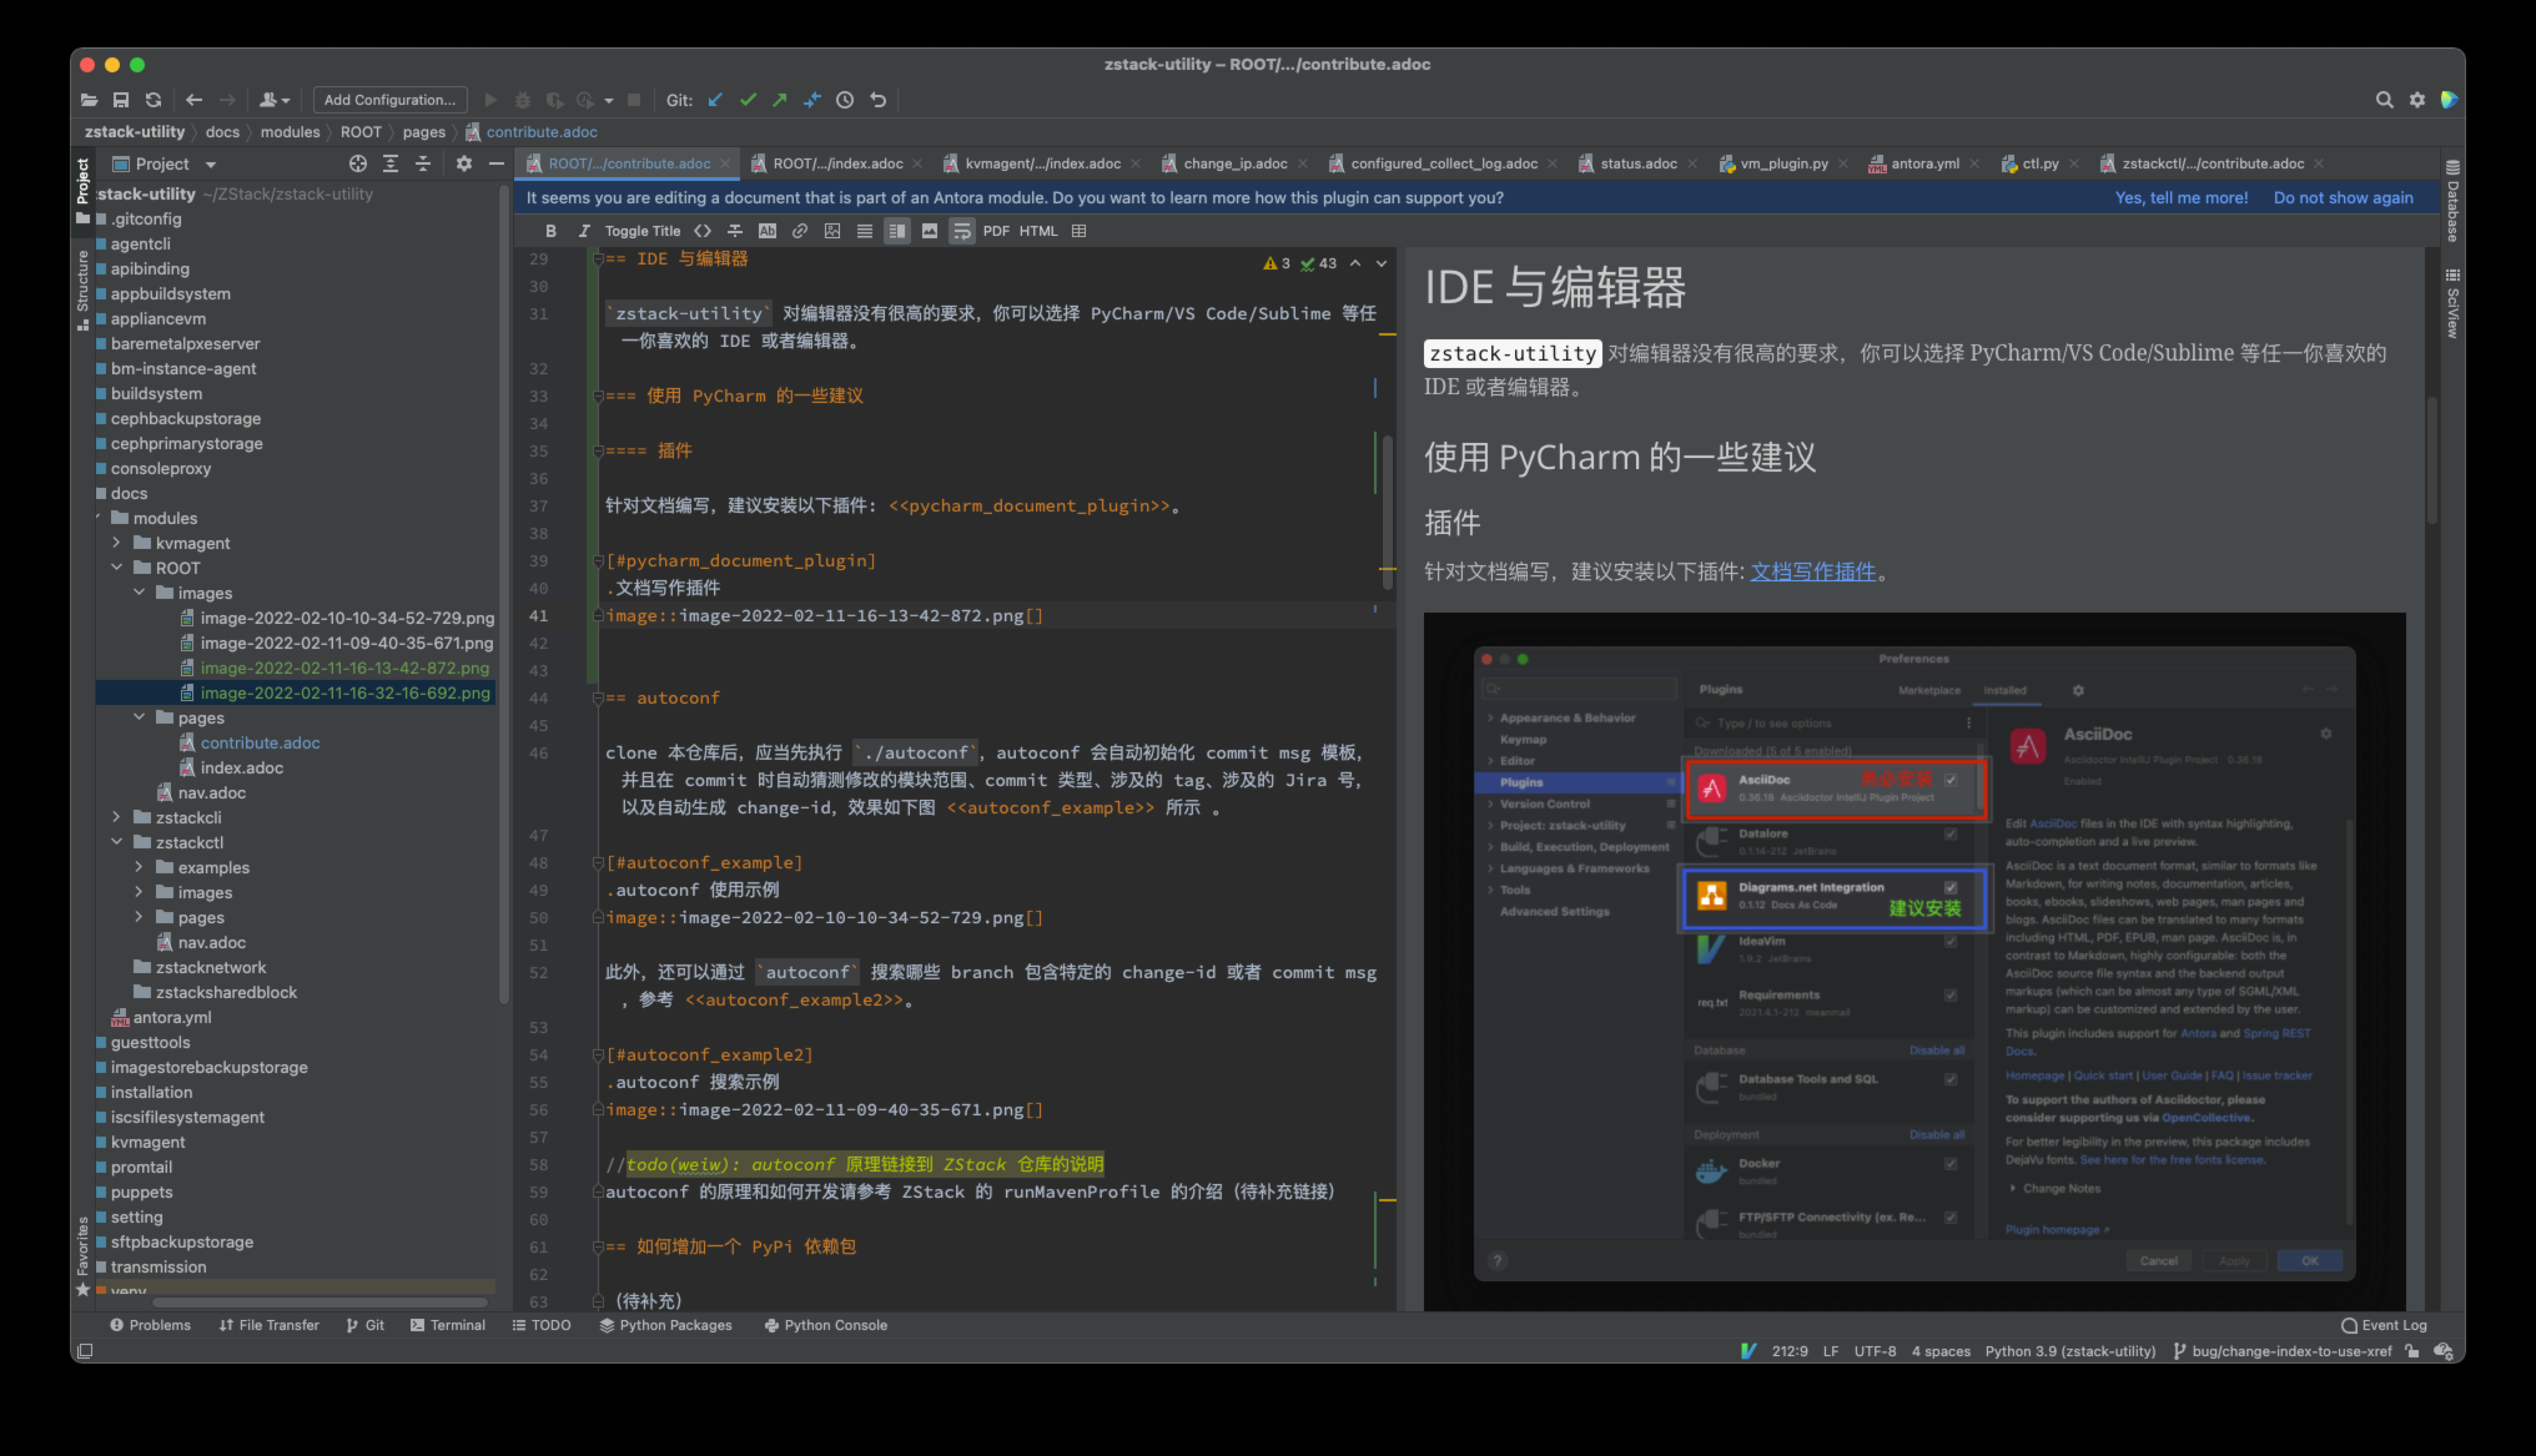 zstack-utility – ROOT/.../contribute.adoc
Add Configuration...
Git:
zstack-utility
docs
modules
ROOT
pages
contribute.adoc
Project
ROOT/.../contribute.adoc
ROOT/.../index.adoc
kvmagent/.../index.adoc
change_ip.adoc
configured_collect_log.adoc
status.adoc
vm_plugin.py
antora.yml
ctl.py
zstackctl/.../contribute.adoc
Project
Structure
Favorites
Database
SciView
It seems you are editing a document that is part of an Antora module. Do you want to learn more how this plugin can support you?
Yes, tell me more!
Do not show again
B I Toggle Title <> Ab PDF HTML
stack-utility ~/ZStack/zstack-utility
.gitconfig
agentcli
apibinding
appbuildsystem
appliancevm
baremetalpxeserver
bm-instance-agent
buildsystem
cephbackupstorage
cephprimarystorage
consoleproxy
docs
modules
kvmagent
ROOT
images
image-2022-02-10-10-34-52-729.png
image-2022-02-11-09-40-35-671.png
image-2022-02-11-16-13-42-872.png
image-2022-02-11-16-32-16-692.png
pages
contribute.adoc
index.adoc
nav.adoc
zstackcli
zstackctl
examples
images
pages
nav.adoc
zstacknetwork
zstacksharedblock
antora.yml
guesttools
imagestorebackupstorage
installation
iscsifilesystemagent
kvmagent
promtail
puppets
setting
sftpbackupstorage
transmission
venv
3 43
29 == IDE 与编辑器
30
31 `zstack-utility` 对编辑器没有很高的要求，你可以选择 PyCharm/VS Code/Sublime 等任
一你喜欢的 IDE 或者编辑器。
32
33 === 使用 PyCharm 的一些建议
34
35 ==== 插件
36
37 针对文档编写，建议安装以下插件: <<pycharm_document_plugin>>。
38
39 [#pycharm_document_plugin]
40 .文档写作插件
41 image::image-2022-02-11-16-13-42-872.png[]
42
43
44 == autoconf
45
46 clone 本仓库后，应当先执行 `./autoconf`，autoconf 会自动初始化 commit msg 模板，
并且在 commit 时自动猜测修改的模块范围、commit 类型、涉及的 tag、涉及的 Jira 号，
以及自动生成 change-id，效果如下图 <<autoconf_example>> 所示 。
47
48 [#autoconf_example]
49 .autoconf 使用示例
50 image::image-2022-02-10-10-34-52-729.png[]
51
52 此外，还可以通过 `autoconf` 搜索哪些 branch 包含特定的 change-id 或者 commit msg
，参考 <<autoconf_example2>>。
53
54 [#autoconf_example2]
55 .autoconf 搜索示例
56 image::image-2022-02-11-09-40-35-671.png[]
57
58 //todo(weiw): autoconf 原理链接到 ZStack 仓库的说明
59 autoconf 的原理和如何开发请参考 ZStack 的 runMavenProfile 的介绍（待补充链接）
60
61 == 如何增加一个 PyPi 依赖包
62
63 （待补充）
IDE 与编辑器
zstack-utility 对编辑器没有很高的要求，你可以选择 PyCharm/VS Code/Sublime 等任一你喜欢的
IDE 或者编辑器。
使用 PyCharm 的一些建议
插件
针对文档编写，建议安装以下插件: 文档写作插件。
Preferences
Appearance & Behavior
Keymap
Editor
Plugins
Version Control
Project: zstack-utility
Build, Execution, Deployment
Languages & Frameworks
Tools
Advanced Settings
Plugins
Marketplace
Installed
Type / to see options
Downloaded (5 of 5 enabled)
AsciiDoc
务必安装
0.36.18 Asciidoctor IntelliJ Plugin Project
Datalore
0.1.14-212 JetBrains
Diagrams.net Integration
0.1.12 Docs As Code
建议安装
IdeaVim
1.9.2 JetBrains
req.txt
Requirements
2021.4.1-212 meanmail
Database
Disable all
Database Tools and SQL
bundled
Deployment
Disable all
Docker
bundled
FTP/SFTP Connectivity (ex. Re...
bundled
AsciiDoc
Asciidoctor IntelliJ Plugin Project 0.36.18
Enabled
Edit AsciiDoc files in the IDE with syntax highlighting,
auto-completion and a live preview.
AsciiDoc is a text document format, similar to formats like
Markdown, for writing notes, documentation, articles,
books, ebooks, slideshows, web pages, man pages and
blogs. AsciiDoc files can be translated to many formats
including HTML, PDF, EPUB, man page. AsciiDoc is, in
contrast to Markdown, highly configurable: both the
AsciiDoc source file syntax and the backend output
markups (which can be almost any type of SGML/XML
markup) can be customized and extended by the user.
This plugin includes support for Antora and Spring REST
Docs.
Homepage | Quick start | User Guide | FAQ | Issue tracker
To support the authors of Asciidoctor, please
consider supporting us via OpenCollective.
For better legibility in the preview, this package includes
DejaVu fonts. See here for the free fonts license.
Change Notes
Plugin homepage ↗
?
Cancel
Apply
OK
Problems
File Transfer
Git
Terminal
TODO
Python Packages
Python Console
Event Log
212:9 LF UTF-8 4 spaces Python 3.9 (zstack-utility) bug/change-index-to-use-xref